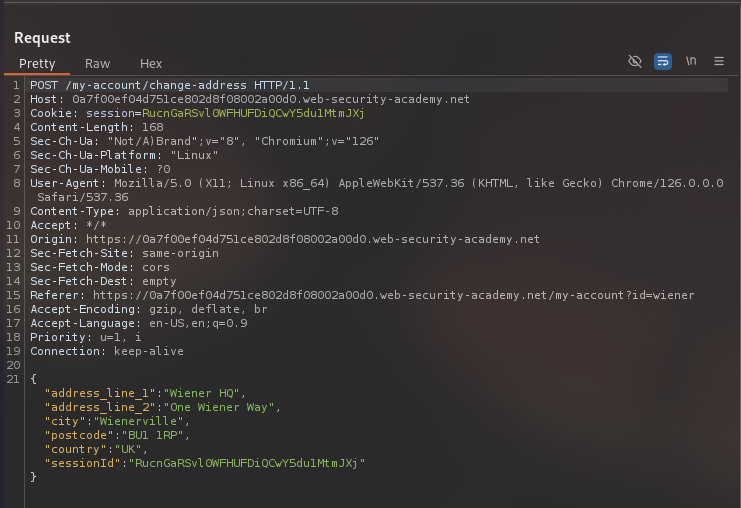 Request
Pretty Raw Hex \n
1 POST /my-account/change-address HTTP/1.1
2 Host: 0a7f00ef04d751ce802d8f08002a00d0.web-security-academy.net
3 Cookie: session=RucnGaRSvl0WFHUFDiQCwY5du1MtmJXj
4 Content-Length: 168
5 Sec-Ch-Ua: "Not/A)Brand";v="8", "Chromium";v="126"
6 Sec-Ch-Ua-Platform: "Linux"
7 Sec-Ch-Ua-Mobile: ?0
8 User-Agent: Mozilla/5.0 (X11; Linux x86_64) AppleWebKit/537.36 (KHTML, like Gecko) Chrome/126.0.0.0
Safari/537.36
9 Content-Type: application/json;charset=UTF-8
10 Accept: */*
11 Origin: https://0a7f00ef04d751ce802d8f08002a00d0.web-security-academy.net
12 Sec-Fetch-Site: same-origin
13 Sec-Fetch-Mode: cors
14 Sec-Fetch-Dest: empty
15 Referer: https://0a7f00ef04d751ce802d8f08002a00d0.web-security-academy.net/my-account?id=wiener
16 Accept-Encoding: gzip, deflate, br
17 Accept-Language: en-US,en;q=0.9
18 Priority: u=1, i
19 Connection: keep-alive
20
21 {
"address_line_1":"Wiener HQ",
"address_line_2":"One Wiener Way",
"city":"Wienerville",
"postcode":"BU1 1RP",
"country":"UK",
"sessionId":"RucnGaRSvl0WFHUFDiQCwY5du1MtmJXj"
}